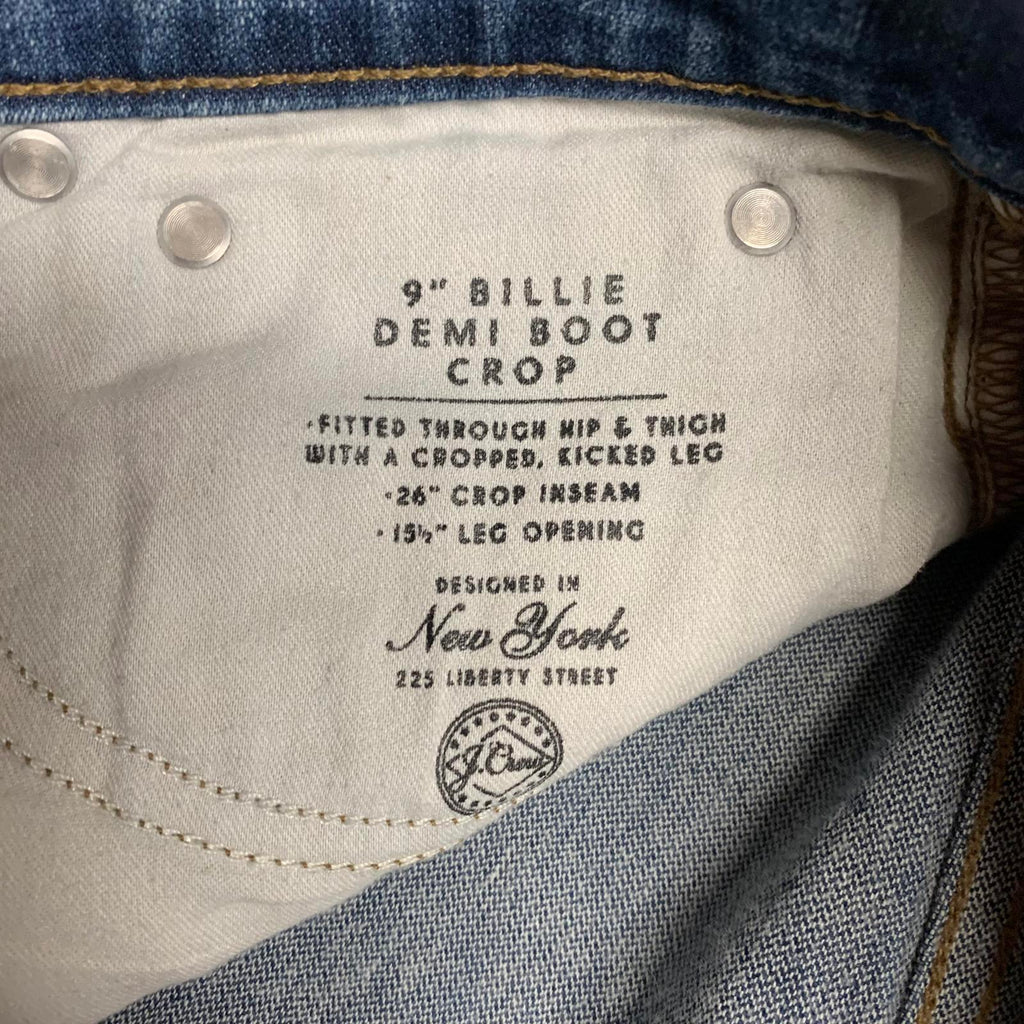 9" BILLIE
DEMI BOOT
CROP
·FITTED THROUGH HIP & THIGH
WITH A CROPPED, KICKED LEG
·26" CROP INSEAM
·15½" LEG OPENING
DESIGNED IN
New York
225 LIBERTY STREET
J.Crew